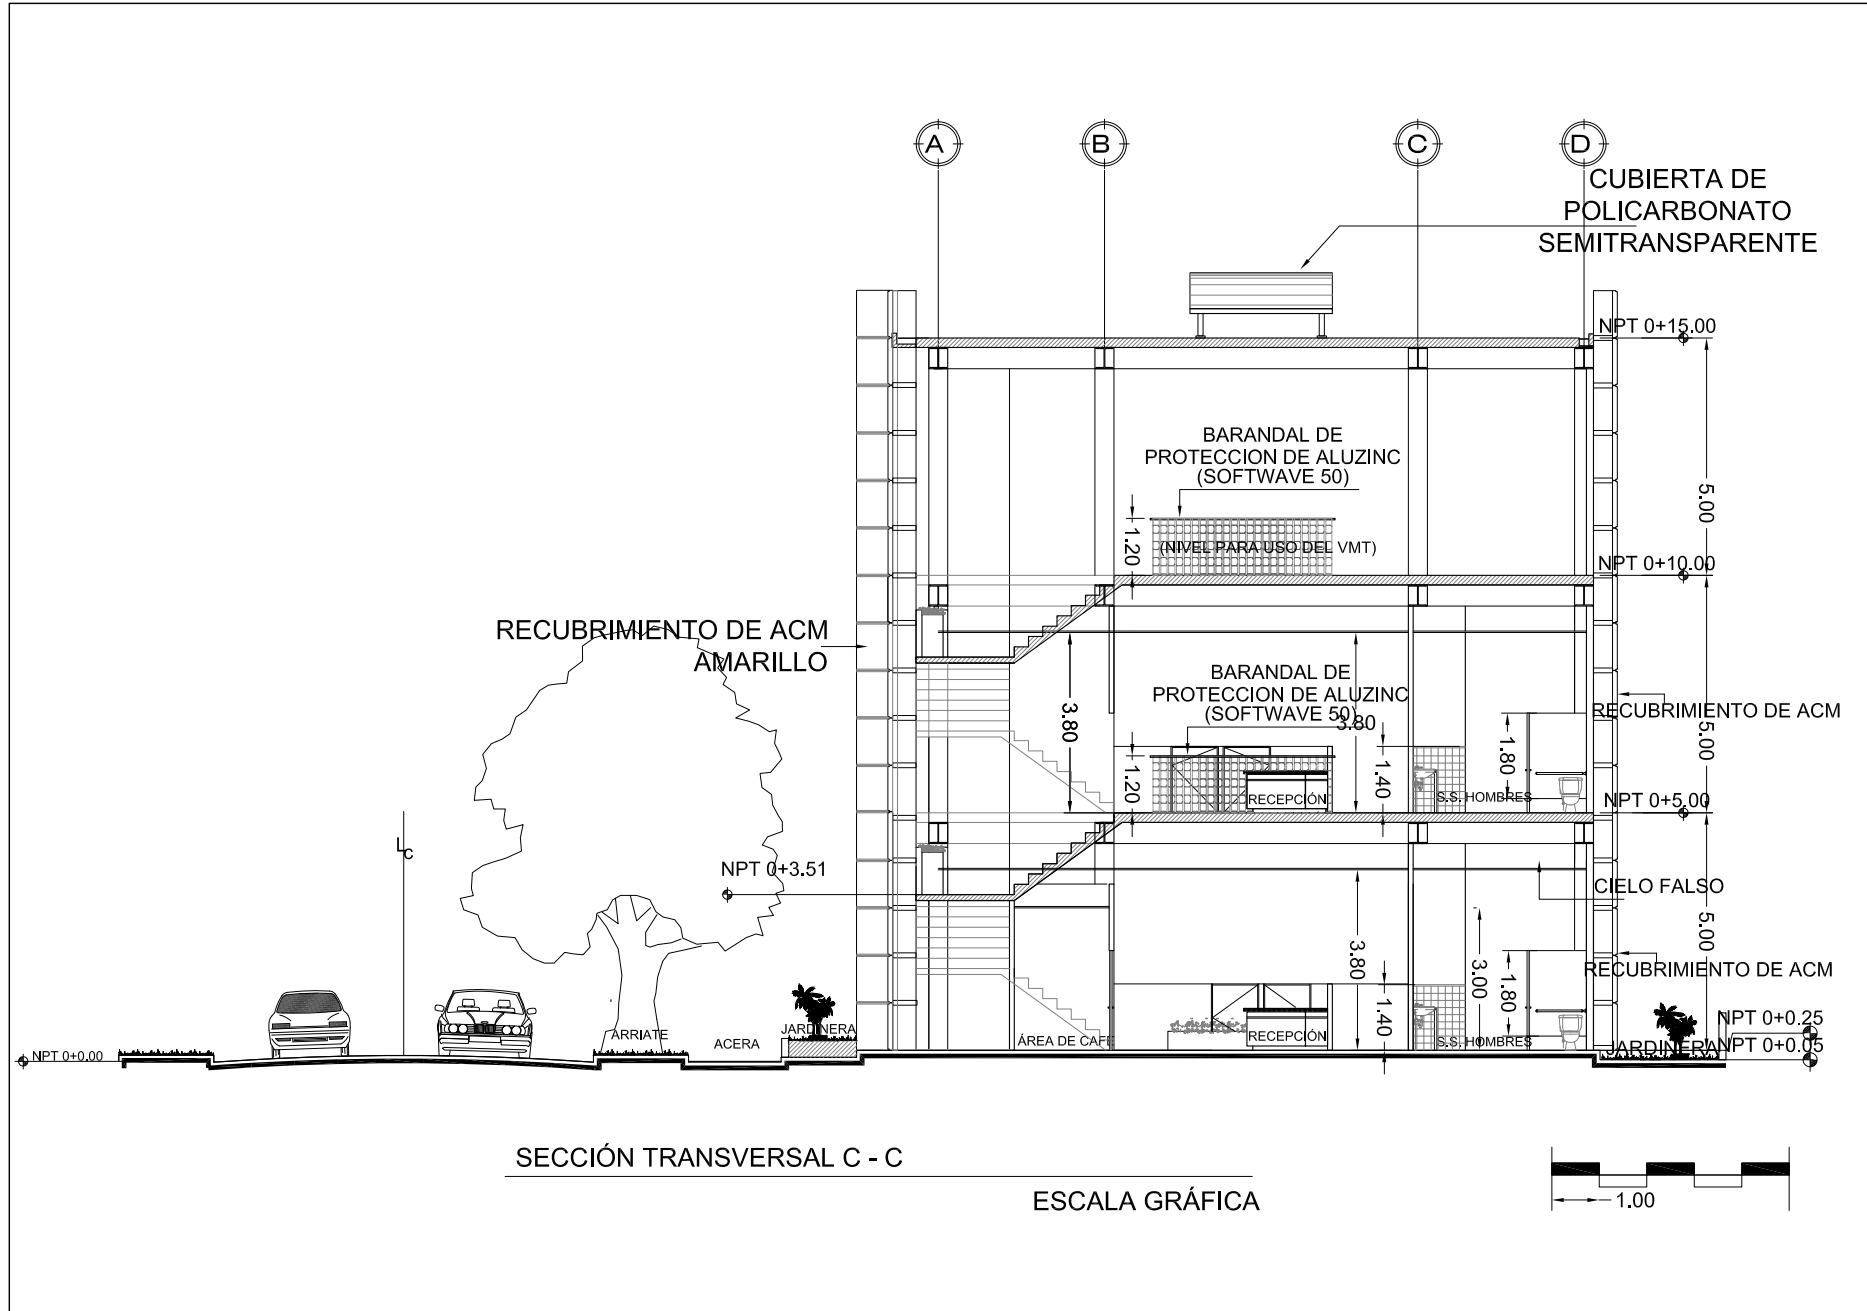 A
B
C
D
CUBIERTA DE
POLICARBONATO
SEMITRANSPARENTE
NPT 0+15.00
BARANDAL DE
PROTECCION DE ALUZINC
(SOFTWAVE 50)
5.00
1.20
(NIVEL PARA USO DEL VMT)
NPT 0+10.00
RECUBRIMIENTO DE ACM
AMARILLO
BARANDAL DE
PROTECCION DE ALUZINC
(SOFTWAVE 50)
3.80
3.80
RECUBRIMIENTO DE ACM
5.00
1.20
1.40
1.80
RECEPCIÓN
S.S. HOMBRES
NPT 0+5.00
LC
NPT 0+3.51
CIELO FALSO
5.00
3.80
3.00
RECUBRIMIENTO DE ACM
1.80
1.40
NPT 0+0.25
JARDINERA
ARRIATE
ACERA
ÁREA DE CAFE
RECEPCIÓN
S.S. HOMBRES
JARDINERA
NPT 0+0.05
NPT 0+0.00
SECCIÓN TRANSVERSAL C - C
ESCALA GRÁFICA
1.00